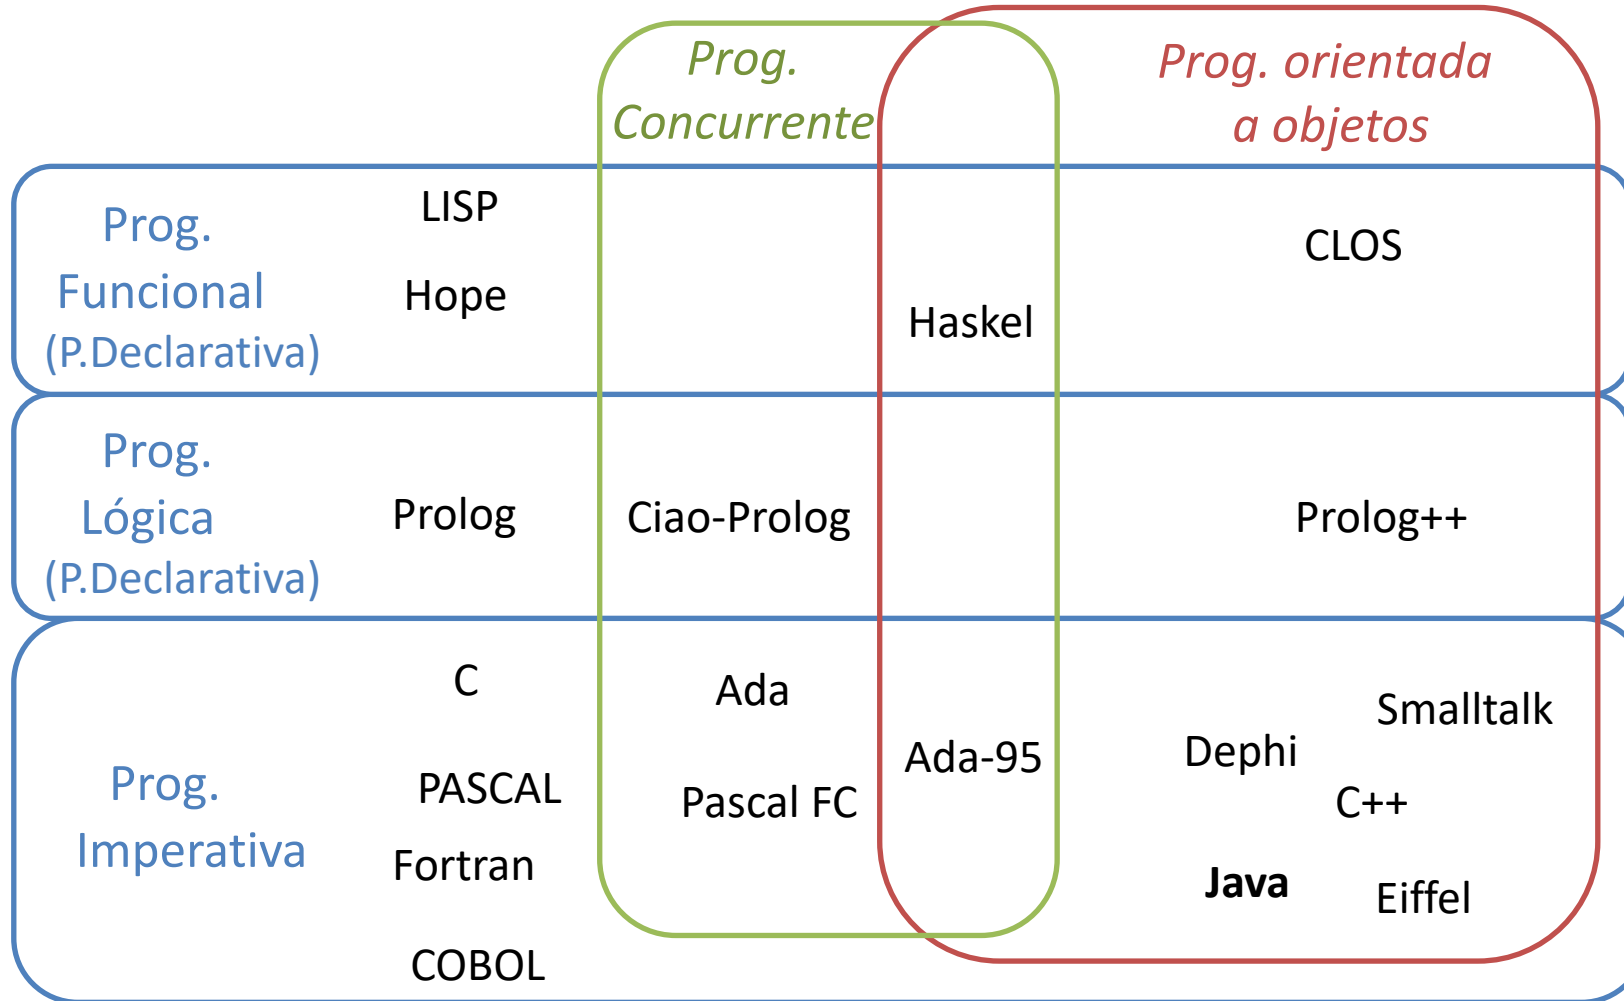 Prog.
Concurrente
Prog. orientada
a objetos
Prog.
Funcional
(P.Declarativa)
LISP
Hope
Haskel
CLOS
Prog.
Lógica
(P.Declarativa)
Prolog
Ciao-Prolog
Prolog++
Prog.
Imperativa
C
PASCAL
Fortran
COBOL
Ada
Pascal FC
Ada-95
Smalltalk
Dephi
C++
Java
Eiffel